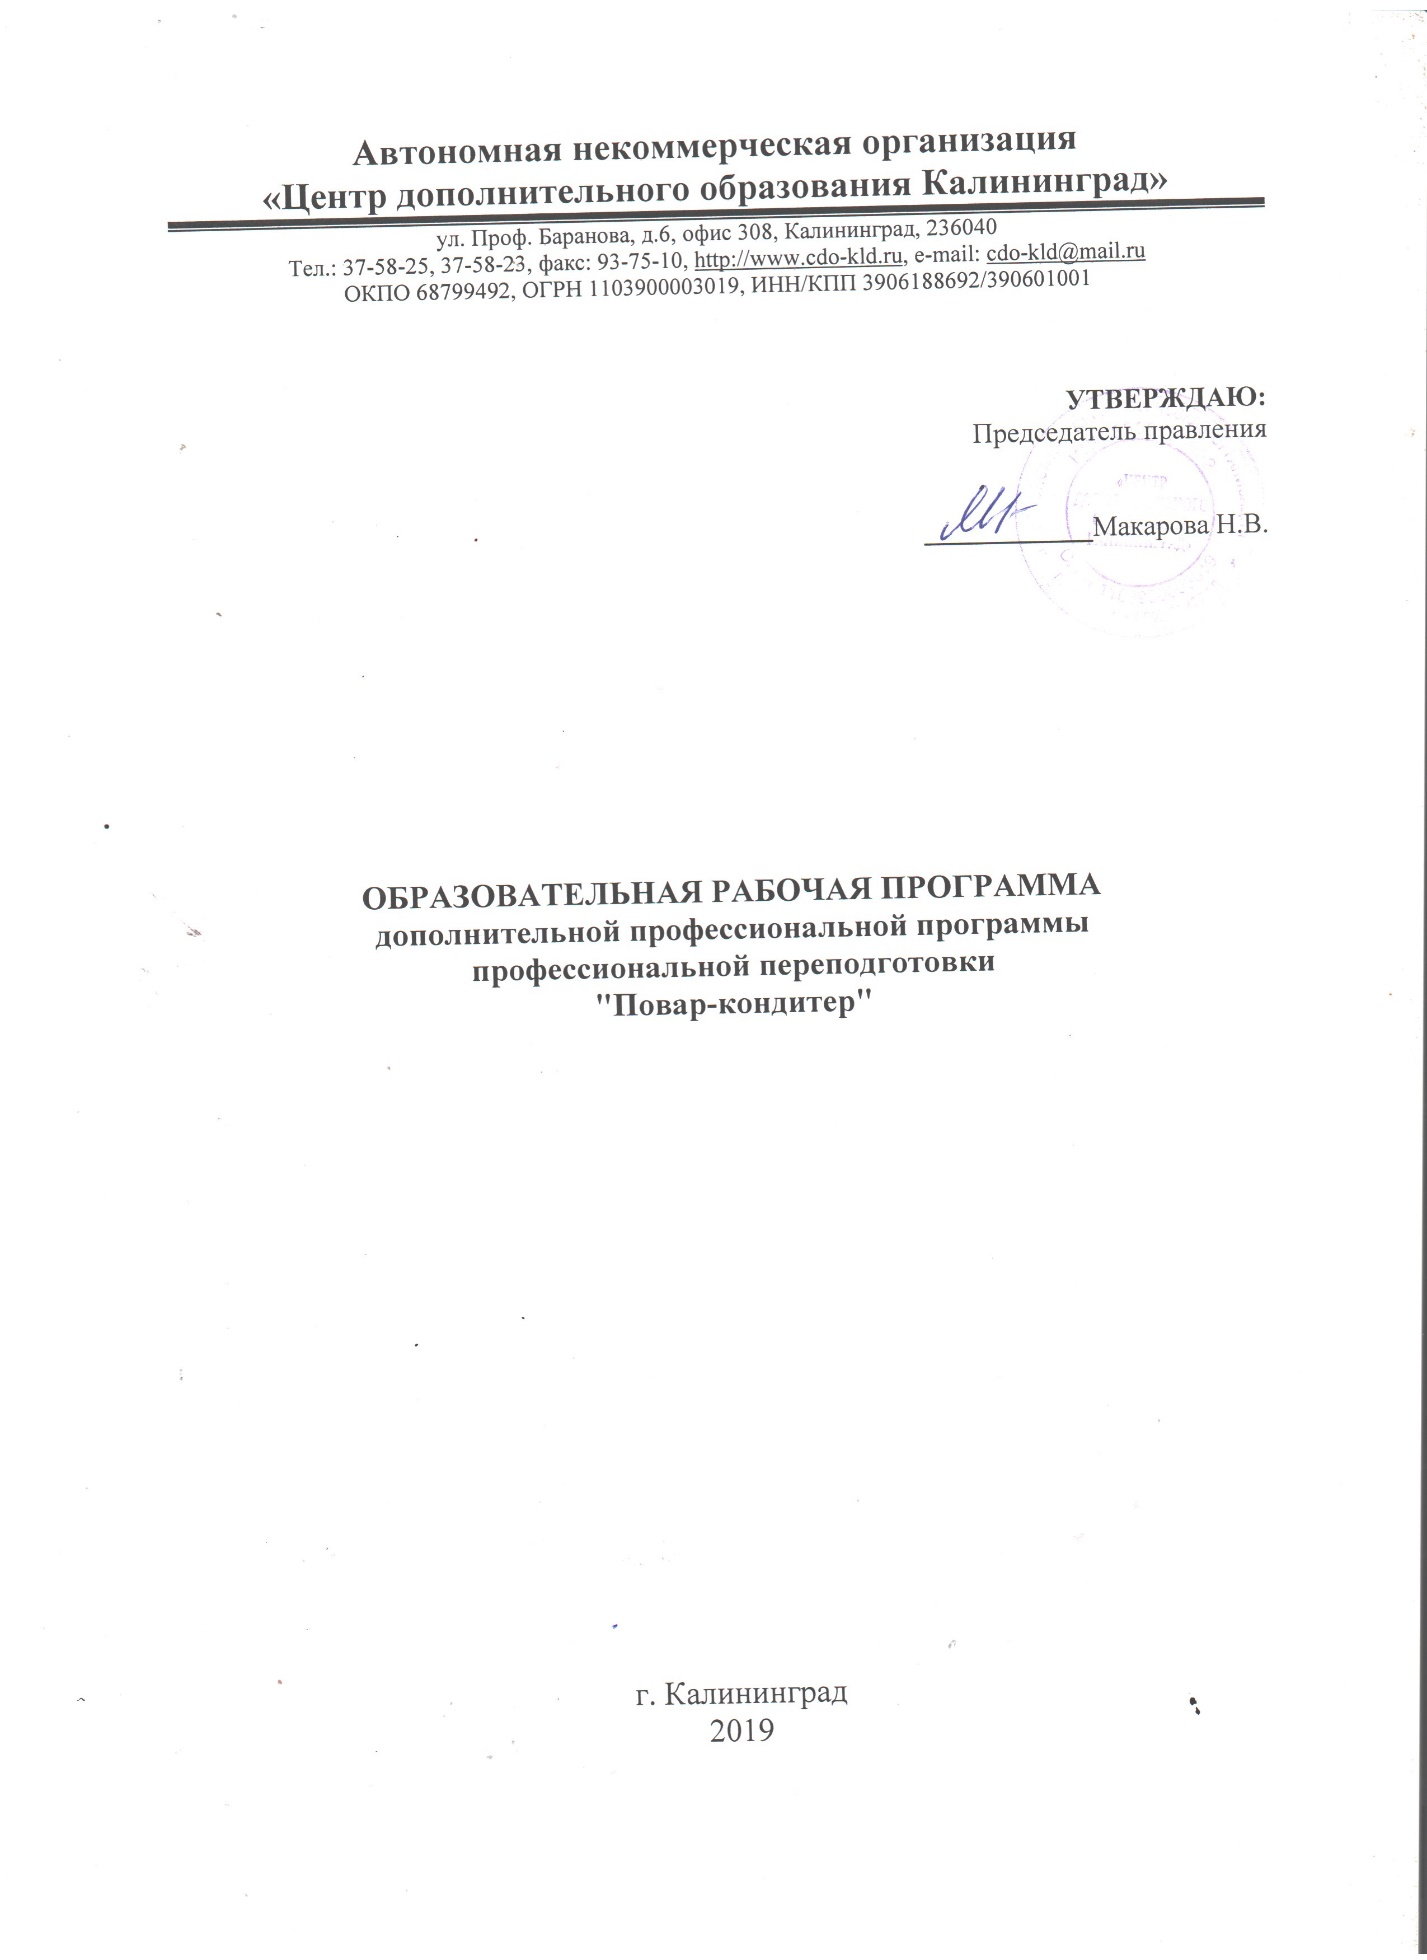 Автономная некоммерческая организация
«Центр дополнительного образования Калининград»
ул. Проф. Баранова, д.6, офис 308, Калининград, 236040
Тел.: 37-58-25, 37-58-23, факс: 93-75-10, http://www.cdo-kld.ru, e-mail: cdo-kld@mail.ru
ОКПО 68799492, ОГРН 1103900003019, ИНН/КПП 3906188692/390601001
УТВЕРЖДАЮ:
Председатель правления
Макарова Н.В.
ОБРАЗОВАТЕЛЬНАЯ РАБОЧАЯ ПРОГРАММА
дополнительной профессиональной программы
профессиональной переподготовки
"Повар-кондитер"
г. Калининград
2019